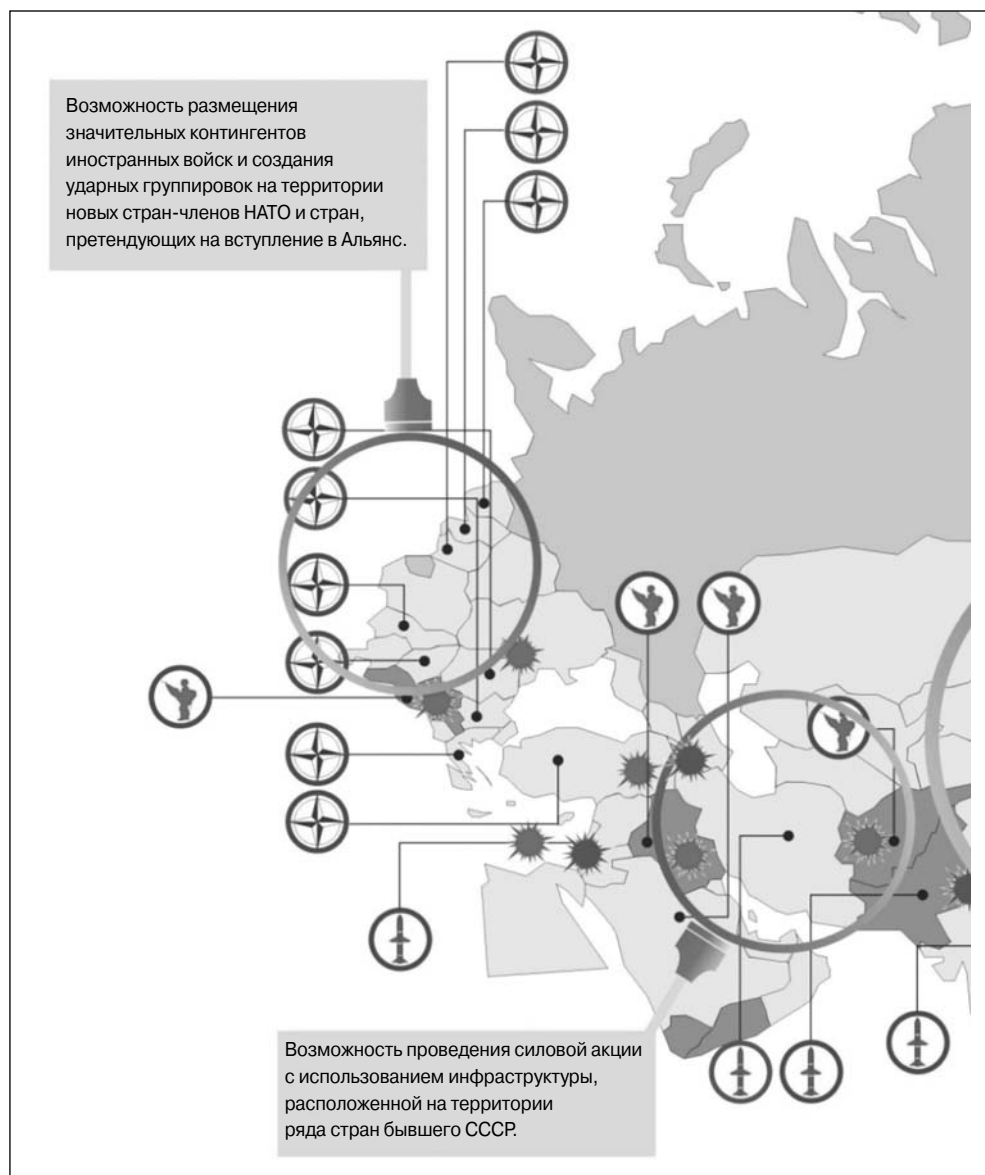 Возможность размещения
значительных контингентов
иностранных войск и создания
ударных группировок на территории
новых стран-членов НАТО и стран,
претендующих на вступление в Альянс.
Возможность проведения силовой акции
с использованием инфраструктуры,
расположенной на территории
ряда стран бывшего СССР.